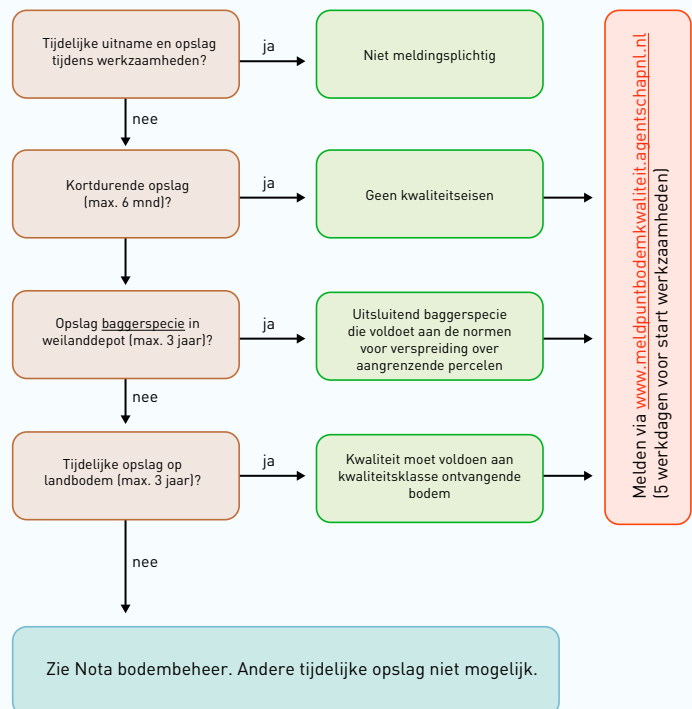 Tijdelijke uitname en opslag
tijdens werkzaamheden?
ja
Niet meldingsplichtig
nee
Kortdurende opslag
(max. 6 mnd)?
ja
Geen kwaliteitseisen
Opslag baggerspecie in
weilanddepot (max. 3 jaar)?
ja
Uitsluitend baggerspecie
die voldoet aan de normen
voor verspreiding over
aangrenzende percelen
nee
Tijdelijke opslag op
landbodem (max. 3 jaar)?
ja
Kwaliteit moet voldoen aan
kwaliteitsklasse ontvangende
bodem
nee
Melden via www.meldpuntbodemkwaliteit.agentschapnl.nl
(5 werkdagen voor start werkzaamheden)
Zie Nota bodembeheer. Andere tijdelijke opslag niet mogelijk.